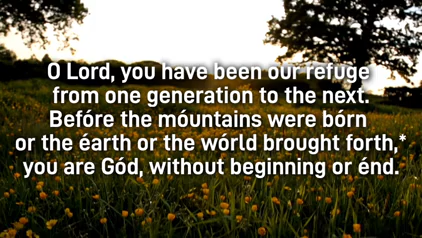 O Lord, you have been our refuge
from one generation to the next.
Befóre the móuntains were bórn
or the éarth or the wórld brought forth,*
you are Gód, without beginning or énd.